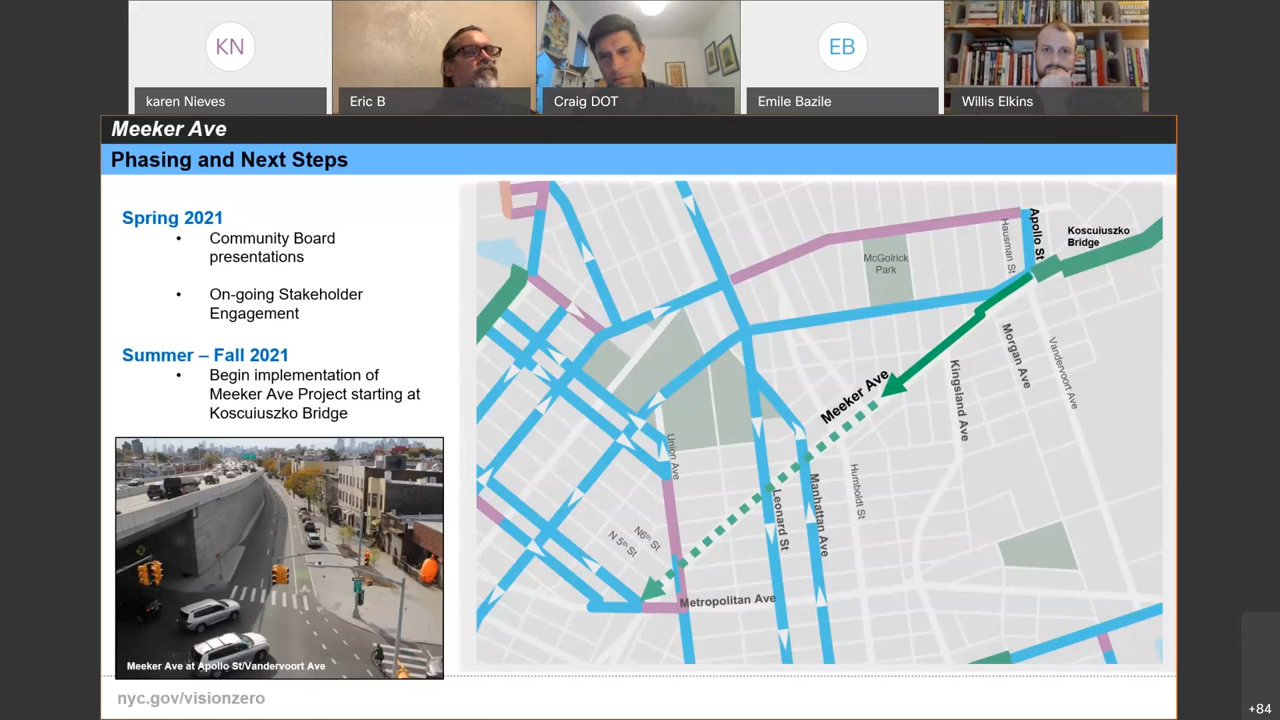 KN
EB
karen Nieves
Eric B
Craig DOT
Emile Bazile
Willis Elkins
Meeker Ave
Phasing and Next Steps
Spring 2021
• Community Board
presentations
• On-going Stakeholder
Engagement
Summer – Fall 2021
• Begin implementation of
Meeker Ave Project starting at
Koscuiuszko Bridge
Meeker Ave at Apollo St/Vandervoort Ave
McGolrick
Park
Hausman St
Apollo St
Koscuiuszko
Bridge
Morgan Ave
Vandervoort Ave
Kingsland Ave
Meeker Ave
Union Ave
Humboldt St
Manhattan Ave
Leonard St
N6th St
N 5th St
Metropolitan Ave
nyc.gov/visionzero
+84